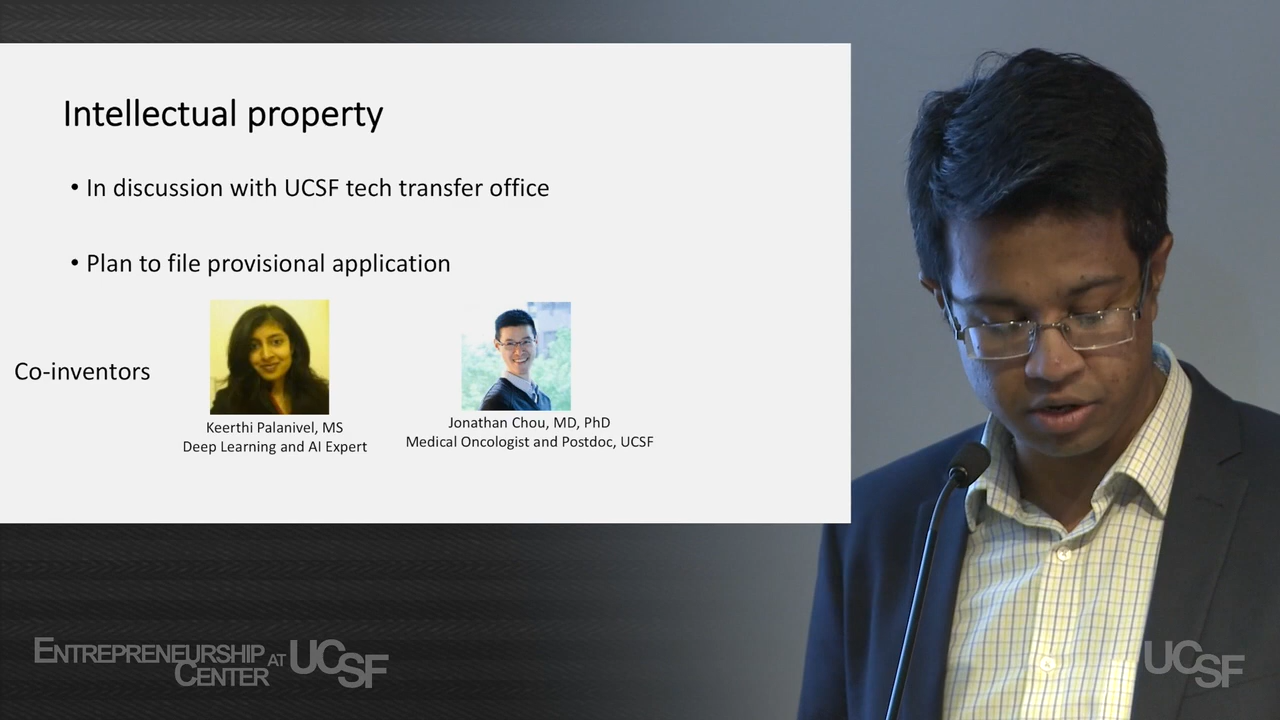 Intellectual property
• In discussion with UCSF tech transfer office
• Plan to file provisional application
Co-inventors
Keerthi Palanivel, MS
Deep Learning and AI Expert
Jonathan Chou, MD, PhD
Medical Oncologist and Postdoc, UCSF
ENTREPRENEURSHIP
CENTER AT UCSF
UCSF